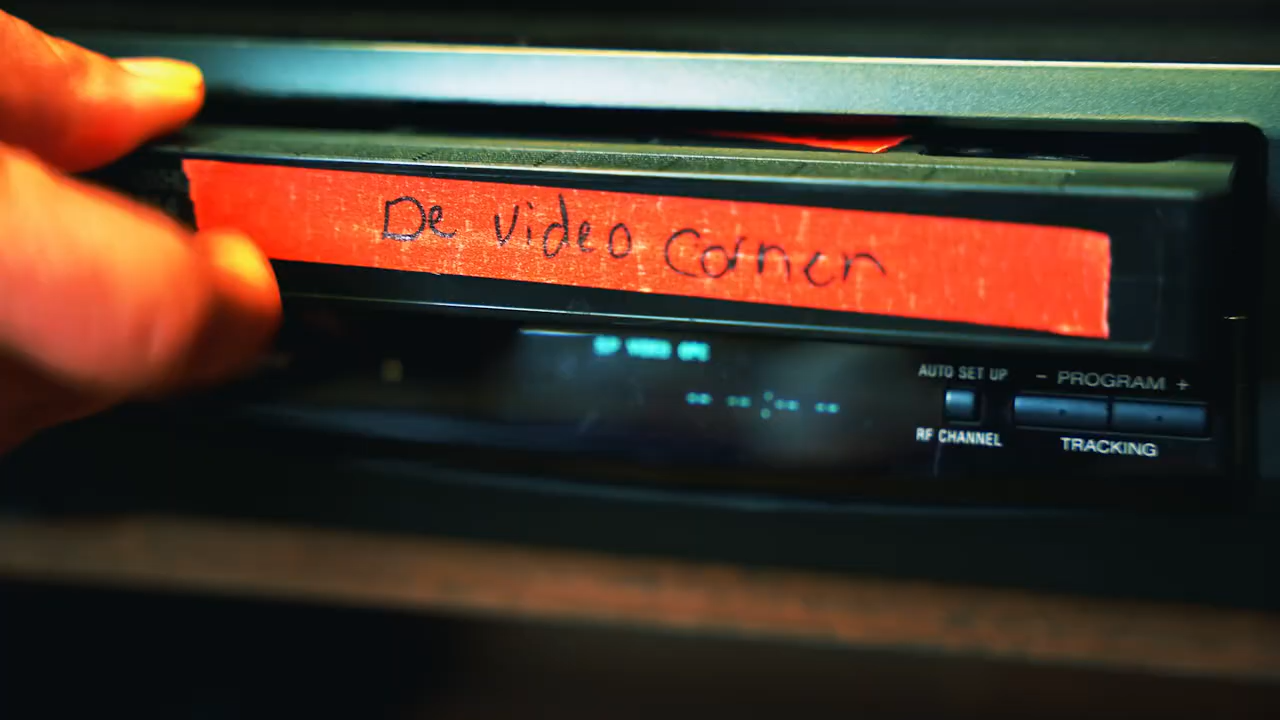 De Video Corner
AUTO SET UP
- PROGRAM +
RF CHANNEL
TRACKING